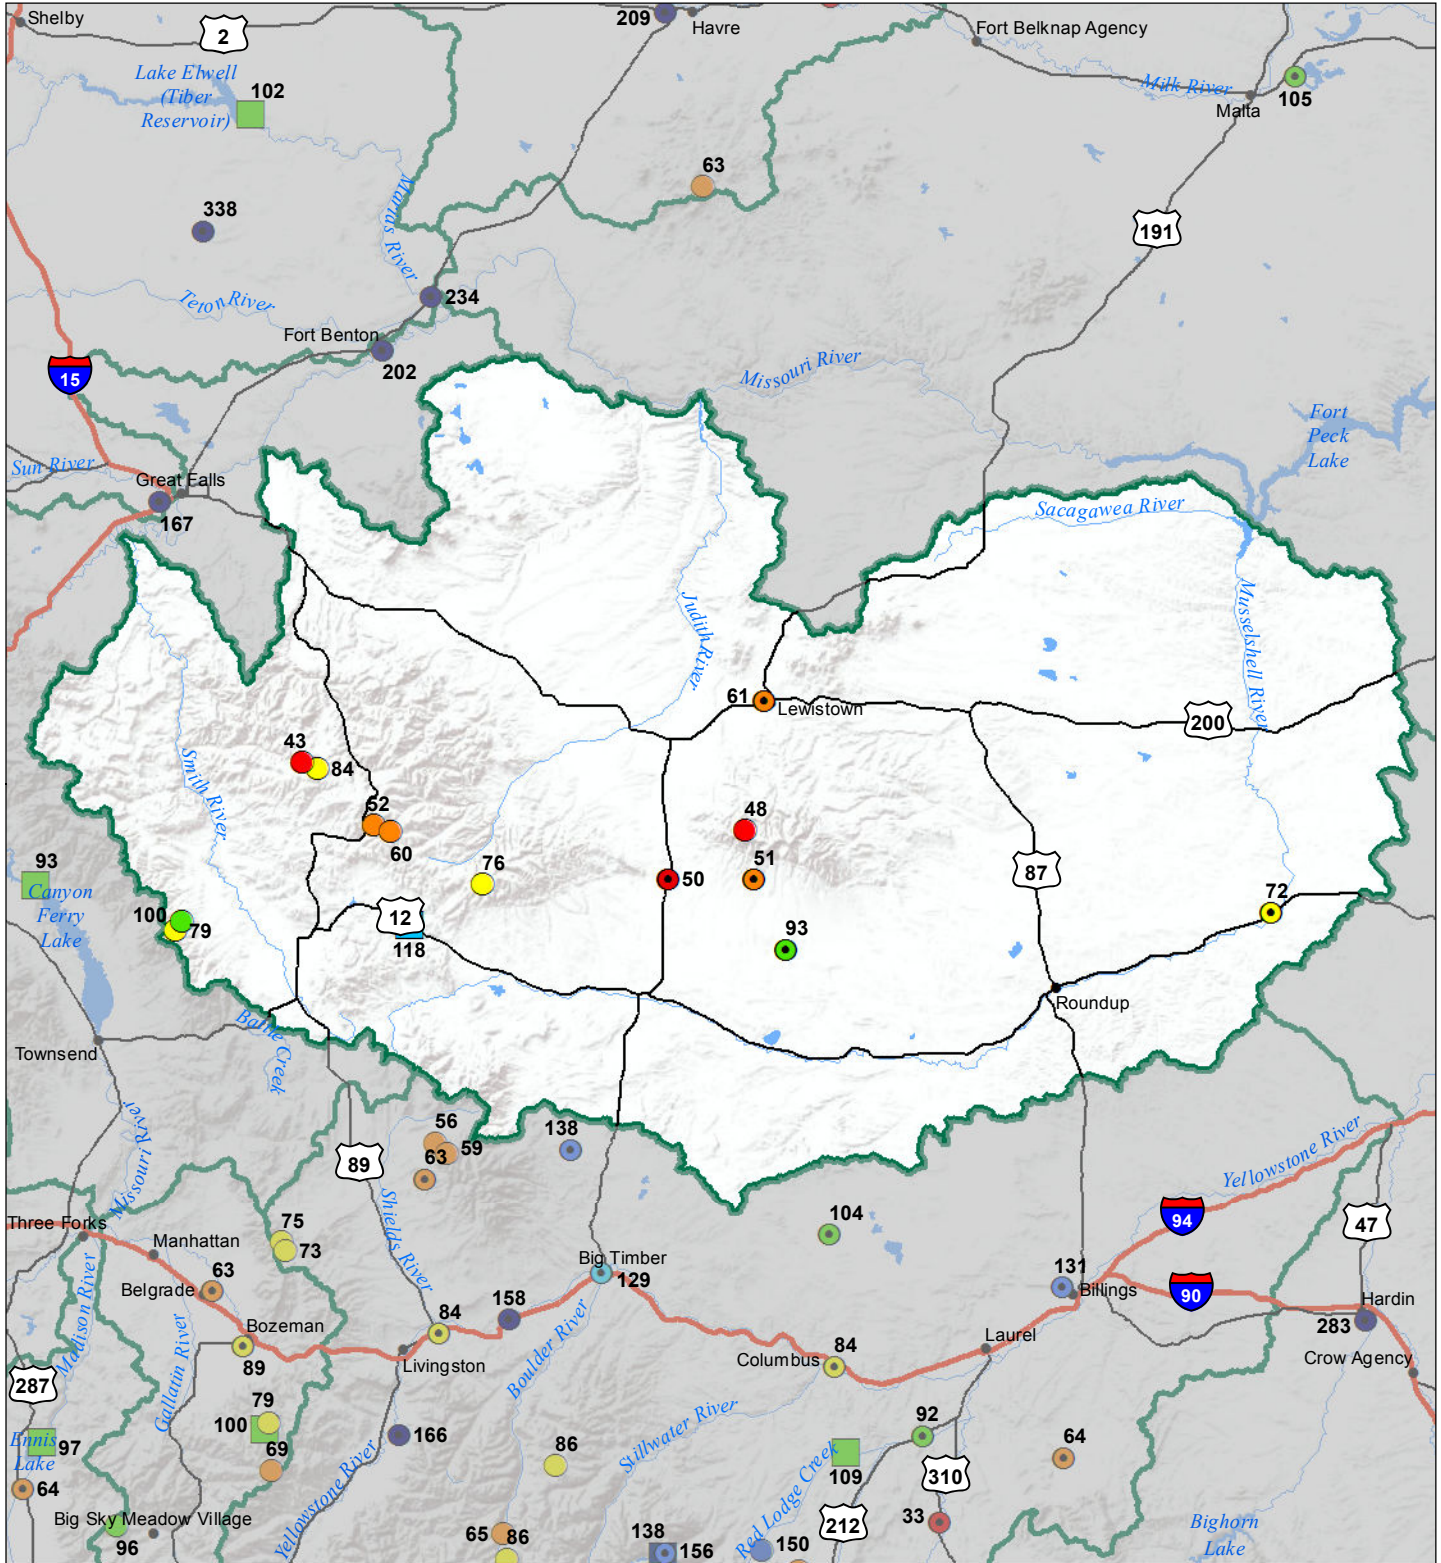 Shelby
2
209
Havre
Fort Belknap Agency
Lake Elwell
(Tiber
Reservoir)
102
Milk River
105
Malta
63
338
Marias River
191
Teton River
234
Fort Benton
202
15
Missouri River
Fort
Peck
Lake
Sun River
Great Falls
167
Sacagawea River
Judith River
Musselshell River
61
Lewistown
200
43
84
Smith River
52
60
48
51
76
50
87
93
Canyon
Ferry
Lake
72
100
79
12
118
93
Roundup
Battle Creek
Townsend
Missouri River
56
59
63
138
89
Yellowstone River
Shields River
94
47
104
Three Forks
Manhattan
75
73
Big Timber
129
131
Billings
90
Belgrade
63
158
Hardin
283
Madison River
Gallatin River
Bozeman
89
84
Livingston
Boulder River
Columbus
84
Laurel
Crow Agency
287
79
100
69
166
Stillwater River
92
86
Ennis
Lake
97
109
64
310
64
Yellowstone River
Red Lodge Creek
212
33
Big Sky Meadow Village
96
65
86
138
156
150
Bighorn
Lake